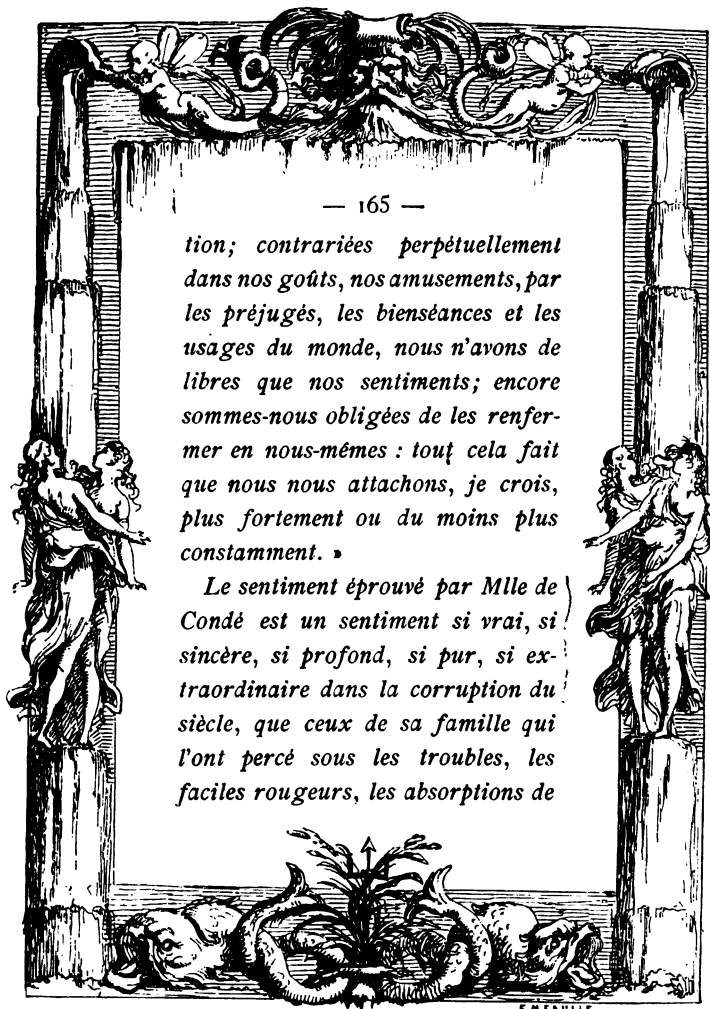 — 165 —
tion; contrariées perpétuellement
dans nos goûts, nos amusements, par
les préjugés, les bienséances et les
usages du monde, nous n'avons de
libres que nos sentiments; encore
sommes-nous obligées de les renfer-
mer en nous-mêmes : tout cela fait
que nous nous attachons, je crois,
plus fortement ou du moins plus
constamment. »
Le sentiment éprouvé par Mlle de
Condé est un sentiment si vrai, si
sincère, si profond, si pur, si ex-
traordinaire dans la corruption du
siècle, que ceux de sa famille qui
l'ont percé sous les troubles, les
faciles rougeurs, les absorptions de